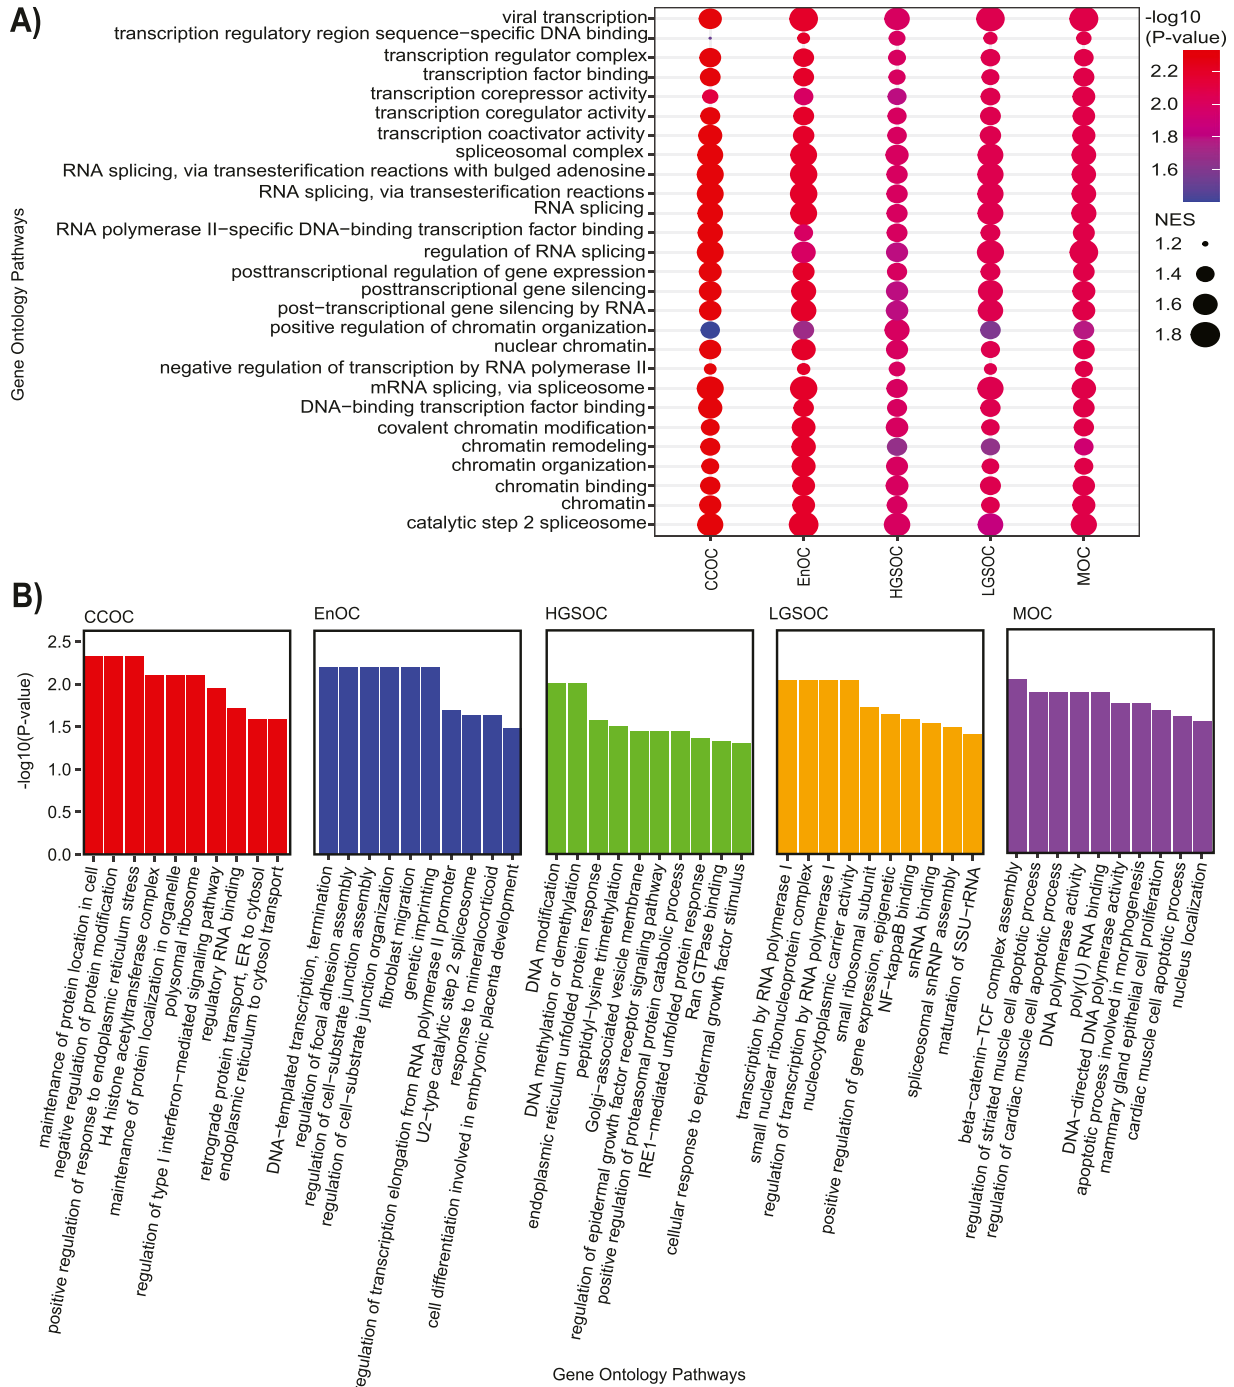 A)
viral transcription
transcription regulatory region sequence−specific DNA binding
transcription regulator complex
transcription factor binding
transcription corepressor activity
transcription coregulator activity
transcription coactivator activity
spliceosomal complex
RNA splicing, via transesterification reactions with bulged adenosine
RNA splicing, via transesterification reactions
RNA splicing
RNA polymerase II−specific DNA−binding transcription factor binding
regulation of RNA splicing
posttranscriptional regulation of gene expression
posttranscriptional gene silencing
post−transcriptional gene silencing by RNA
positive regulation of chromatin organization
nuclear chromatin
negative regulation of transcription by RNA polymerase II
mRNA splicing, via spliceosome
DNA−binding transcription factor binding
covalent chromatin modification
chromatin remodeling
chromatin organization
chromatin binding
chromatin
catalytic step 2 spliceosome
Gene Ontology Pathways
CCOC
EnOC
HGSOC
LGSOC
MOC
-log10
(P-value)
2.2
2.0
1.8
1.6
NES
1.2
1.4
1.6
1.8
B)
CCOC
EnOC
HGSOC
LGSOC
MOC
-log10(P-value)
2.5
2.0
1.5
1.0
0.5
0.0
maintenance of protein location in cell
negative regulation of protein modification
positive regulation of response to endoplasmic reticulum stress
H4 histone acetyltransferase complex
maintenance of protein localization in organelle
polysomal ribosome
regulation of type I interferon−mediated signaling pathway
regulatory RNA binding
retrograde protein transport, ER to cytosol
endoplasmic reticulum to cytosol transport
DNA−templated transcription, termination
regulation of focal adhesion assembly
regulation of cell−substrate junction assembly
regulation of cell−substrate junction organization
fibroblast migration
genetic imprinting
regulation of transcription elongation from RNA polymerase II promoter
U2−type catalytic step 2 spliceosome
response to mineralocorticoid
cell differentiation involved in embryonic placenta development
DNA modification
DNA methylation or demethylation
endoplasmic reticulum unfolded protein response
peptidyl−lysine trimethylation
Golgi−associated vesicle membrane
regulation of epidermal growth factor receptor signaling pathway
positive regulation of proteasomal protein catabolic process
IRE1−mediated unfolded protein response
Ran GTPase binding
cellular response to epidermal growth factor stimulus
transcription by RNA polymerase I
small nuclear ribonucleoprotein complex
regulation of transcription by RNA polymerase I
nucleocytoplasmic carrier activity
small ribosomal subunit
positive regulation of gene expression, epigenetic
NF−kappaB binding
snRNA binding
spliceosomal snRNP assembly
maturation of SSU−rRNA
beta−catenin−TCF complex assembly
regulation of striated muscle cell apoptotic process
regulation of cardiac muscle cell apoptotic process
DNA polymerase activity
poly(U) RNA binding
DNA−directed DNA polymerase activity
apoptotic process involved in morphogenesis
mammary gland epithelial cell proliferation
cardiac muscle cell apoptotic process
nucleus localization
Gene Ontology Pathways